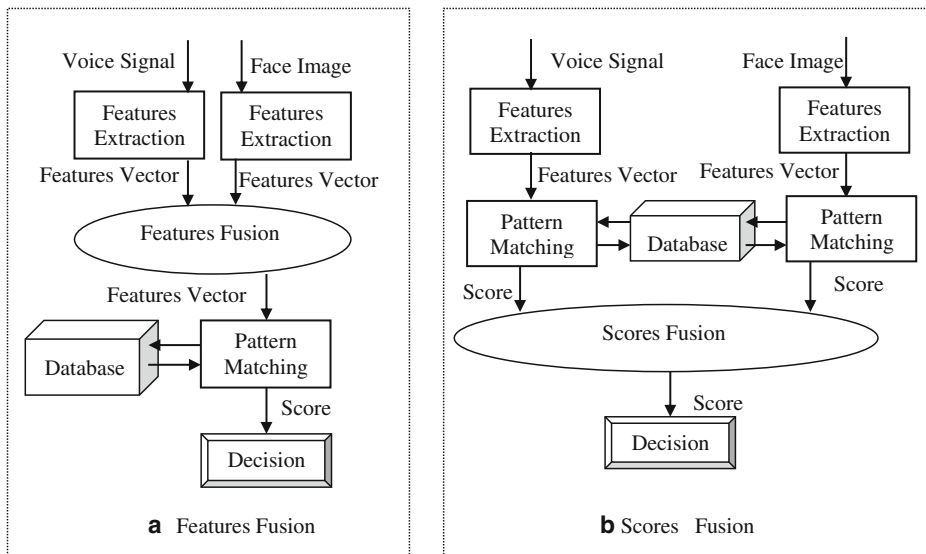 Voice Signal
Face Image
Features
Extraction
Features
Extraction
Features Vector
Features Vector
Features Fusion
Features Vector
Database
Pattern
Matching
Score
Decision
a Features Fusion
Voice Signal
Face Image
Features
Extraction
Features
Extraction
Features Vector
Features Vector
Pattern
Matching
Database
Pattern
Matching
Score
Score
Scores Fusion
Score
Decision
b Scores Fusion